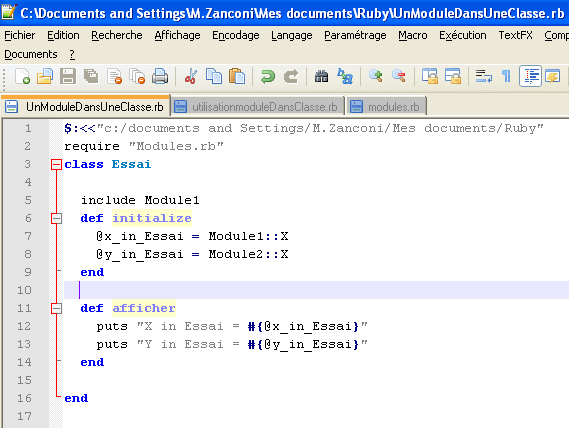 C:\Documents and Settings\M.Zanconi\Mes documents\Ruby\UnModuleDansUneClasse.rb
Fichier Edition Recherche Affichage Encodage Langage Paramétrage Macro Exécution TextFX
Documents ?
UnModuleDansUneClasse.rb utilisationmoduleDansClasse.rb modules.rb
1 $:<<"c:/documents and Settings/M.Zanconi/Mes documents/Ruby"
2 require "Modules.rb"
3 class Essai
4
5 include Module1
6 def initialize
7 @x_in_Essai = Module1::X
8 @y_in_Essai = Module2::X
9 end
10
11 def afficher
12 puts "X in Essai = #{@x_in_Essai}"
13 puts "Y in Essai = #{@y_in_Essai}"
14 end
15
16 end
17